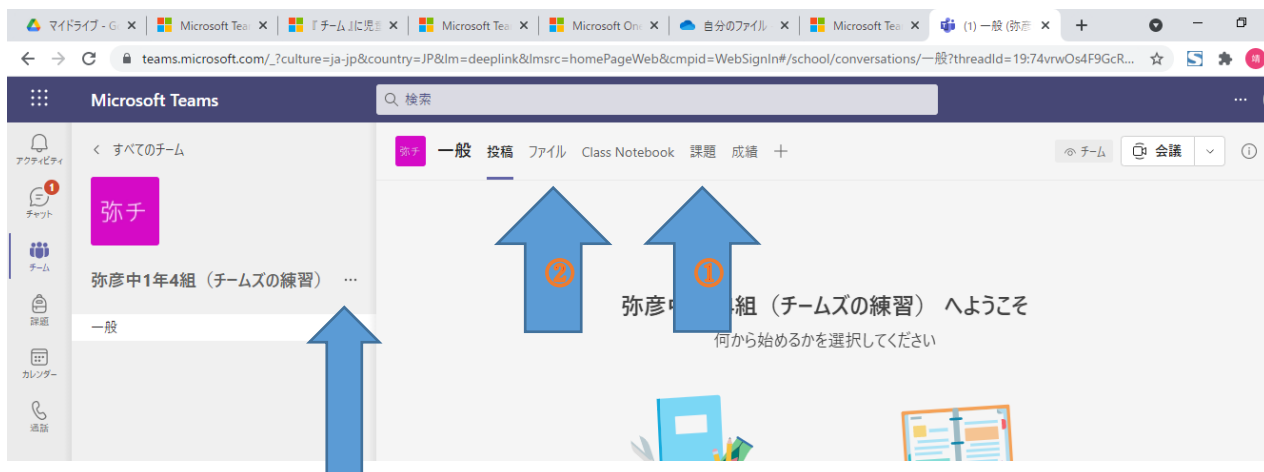 マイドライブ - G
Microsoft Tear
『 チーム 』に児
Microsoft Tea
Microsoft On
自分のファイル
Microsoft Tea
(1) 一般 (弥彦
teams.microsoft.com/_?culture=ja-jp&country=JP&lm=deeplink&lmsrc=homePageWeb&cmpid=WebSignIn#/school/conversations/一般?threadId=19:74vrwOs4F9GcR...
Microsoft Teams
検索
アクティビティ
1
チャット
チーム
課題
カレンダー
通話
すべてのチーム
弥チ
弥彦中1年4組（チームズの練習）
一般
弥チ 一般 投稿 ファイル Class Notebook 課題 成績
チーム 会議
② ①
弥彦 組（チームズの練習） へようこそ
何から始めるかを選択してください